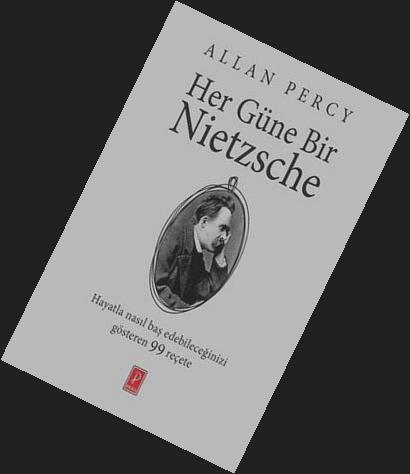 ALLAN PERCY
Her Güne Bir
Nietzsche
Hayatla nasıl baş edebileceğinizi
gösteren 99 reçete
P